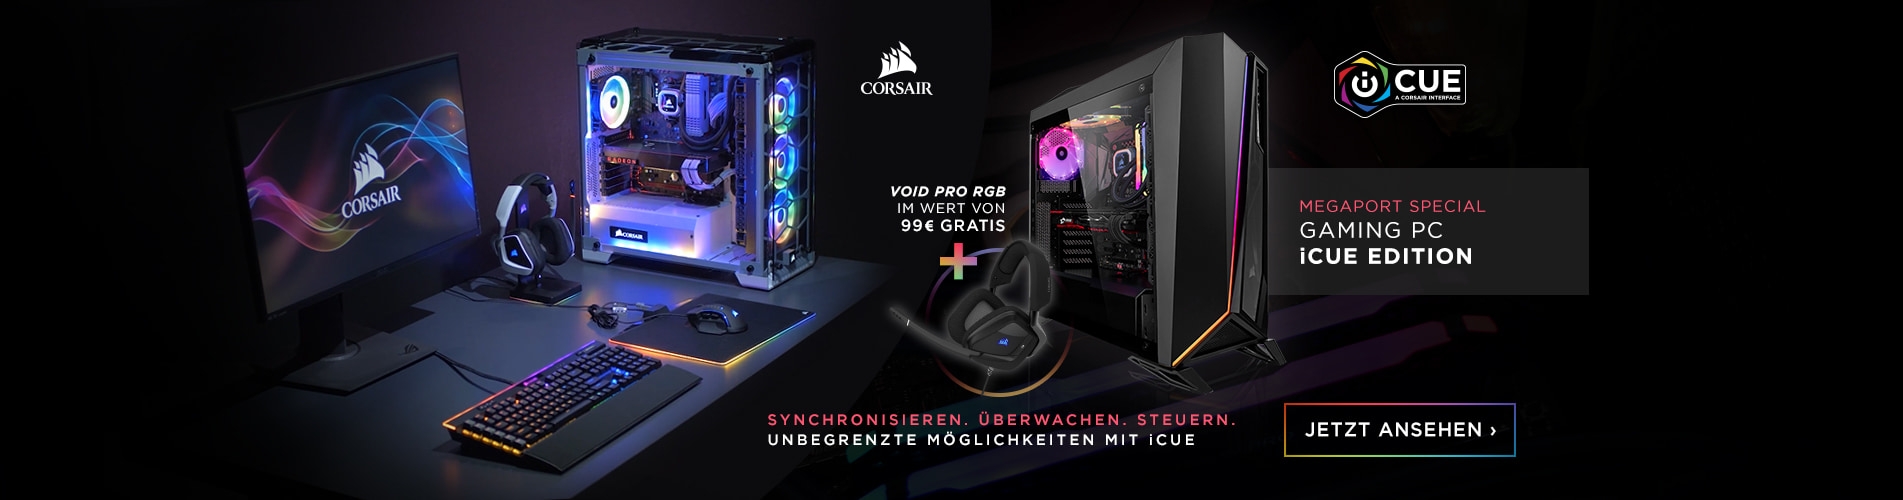 CORSAIR
RADEON
CORSAIR
CORSAIR
VOID PRO RGB
IM WERT VON
99€ GRATIS
iCUE
A CORSAIR INTERFACE
MEGAPORT SPECIAL
GAMING PC
iCUE EDITION
SYNCHRONISIEREN. ÜBERWACHEN. STEUERN.
UNBEGRENZTE MÖGLICHKEITEN MIT iCUE
JETZT ANSEHEN ›